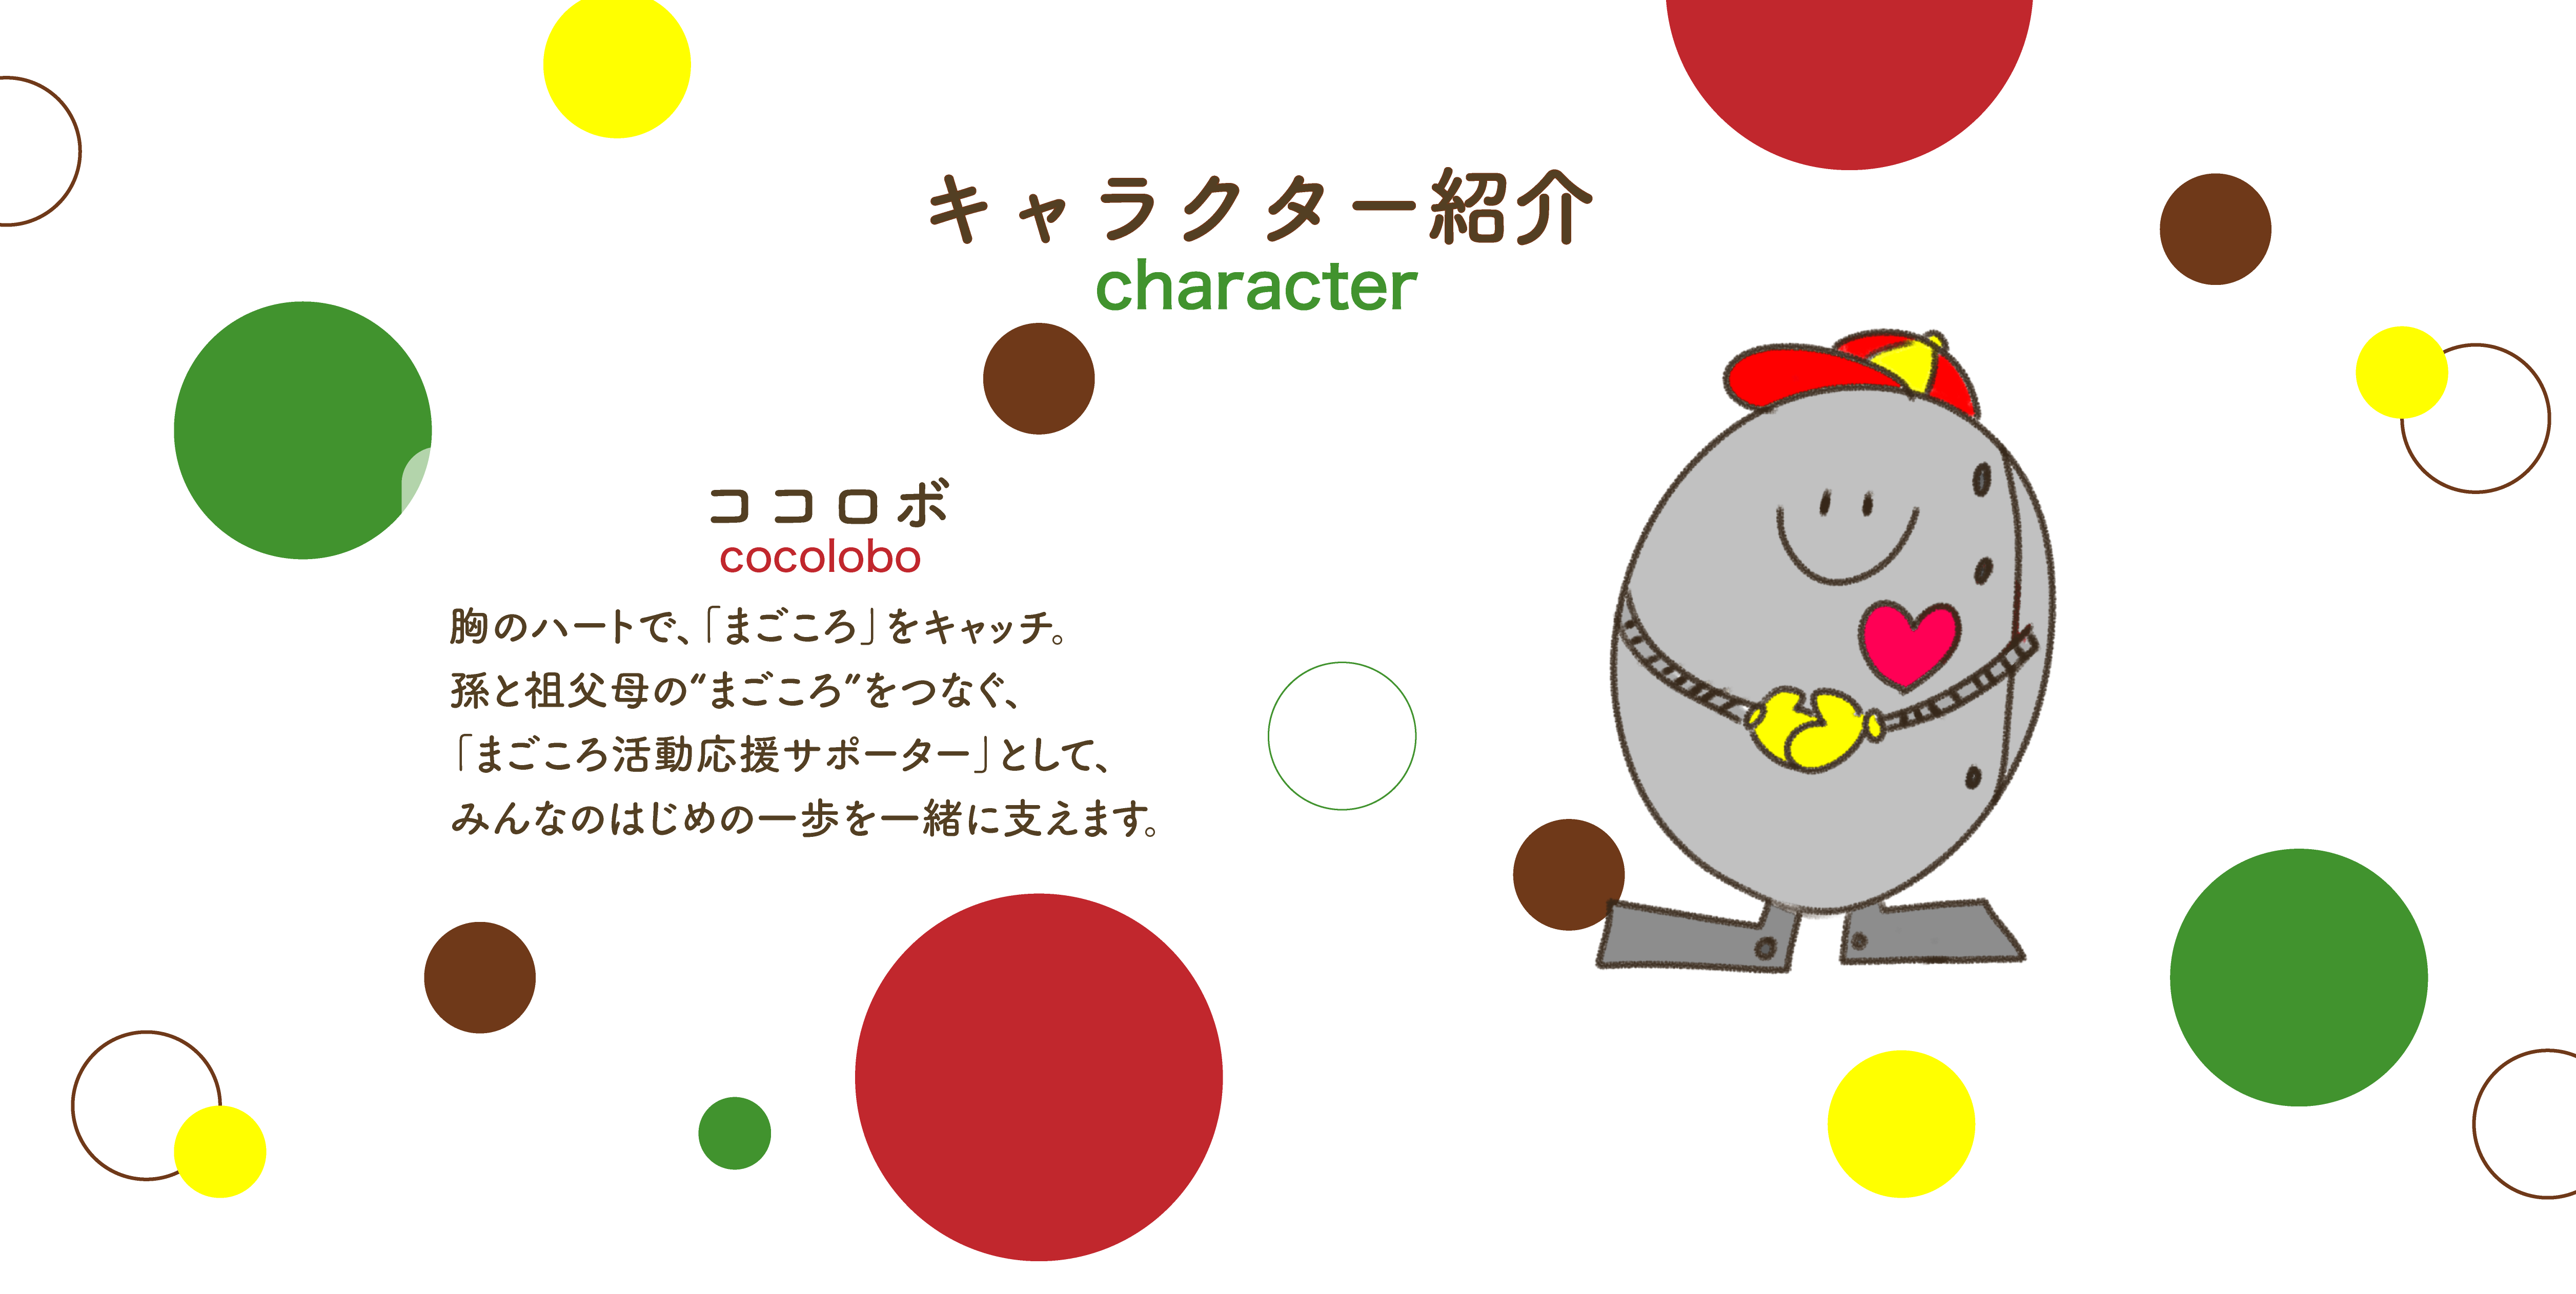 キャラクター紹介
character
ココロボ
cocolobo
胸のハートで、「まごころ」をキャッチ。
孫と祖父母の“まごころ”をつなぐ、
「まごころ活動応援サポーター」として、
みんなのはじめの一歩を一緒に支えます。